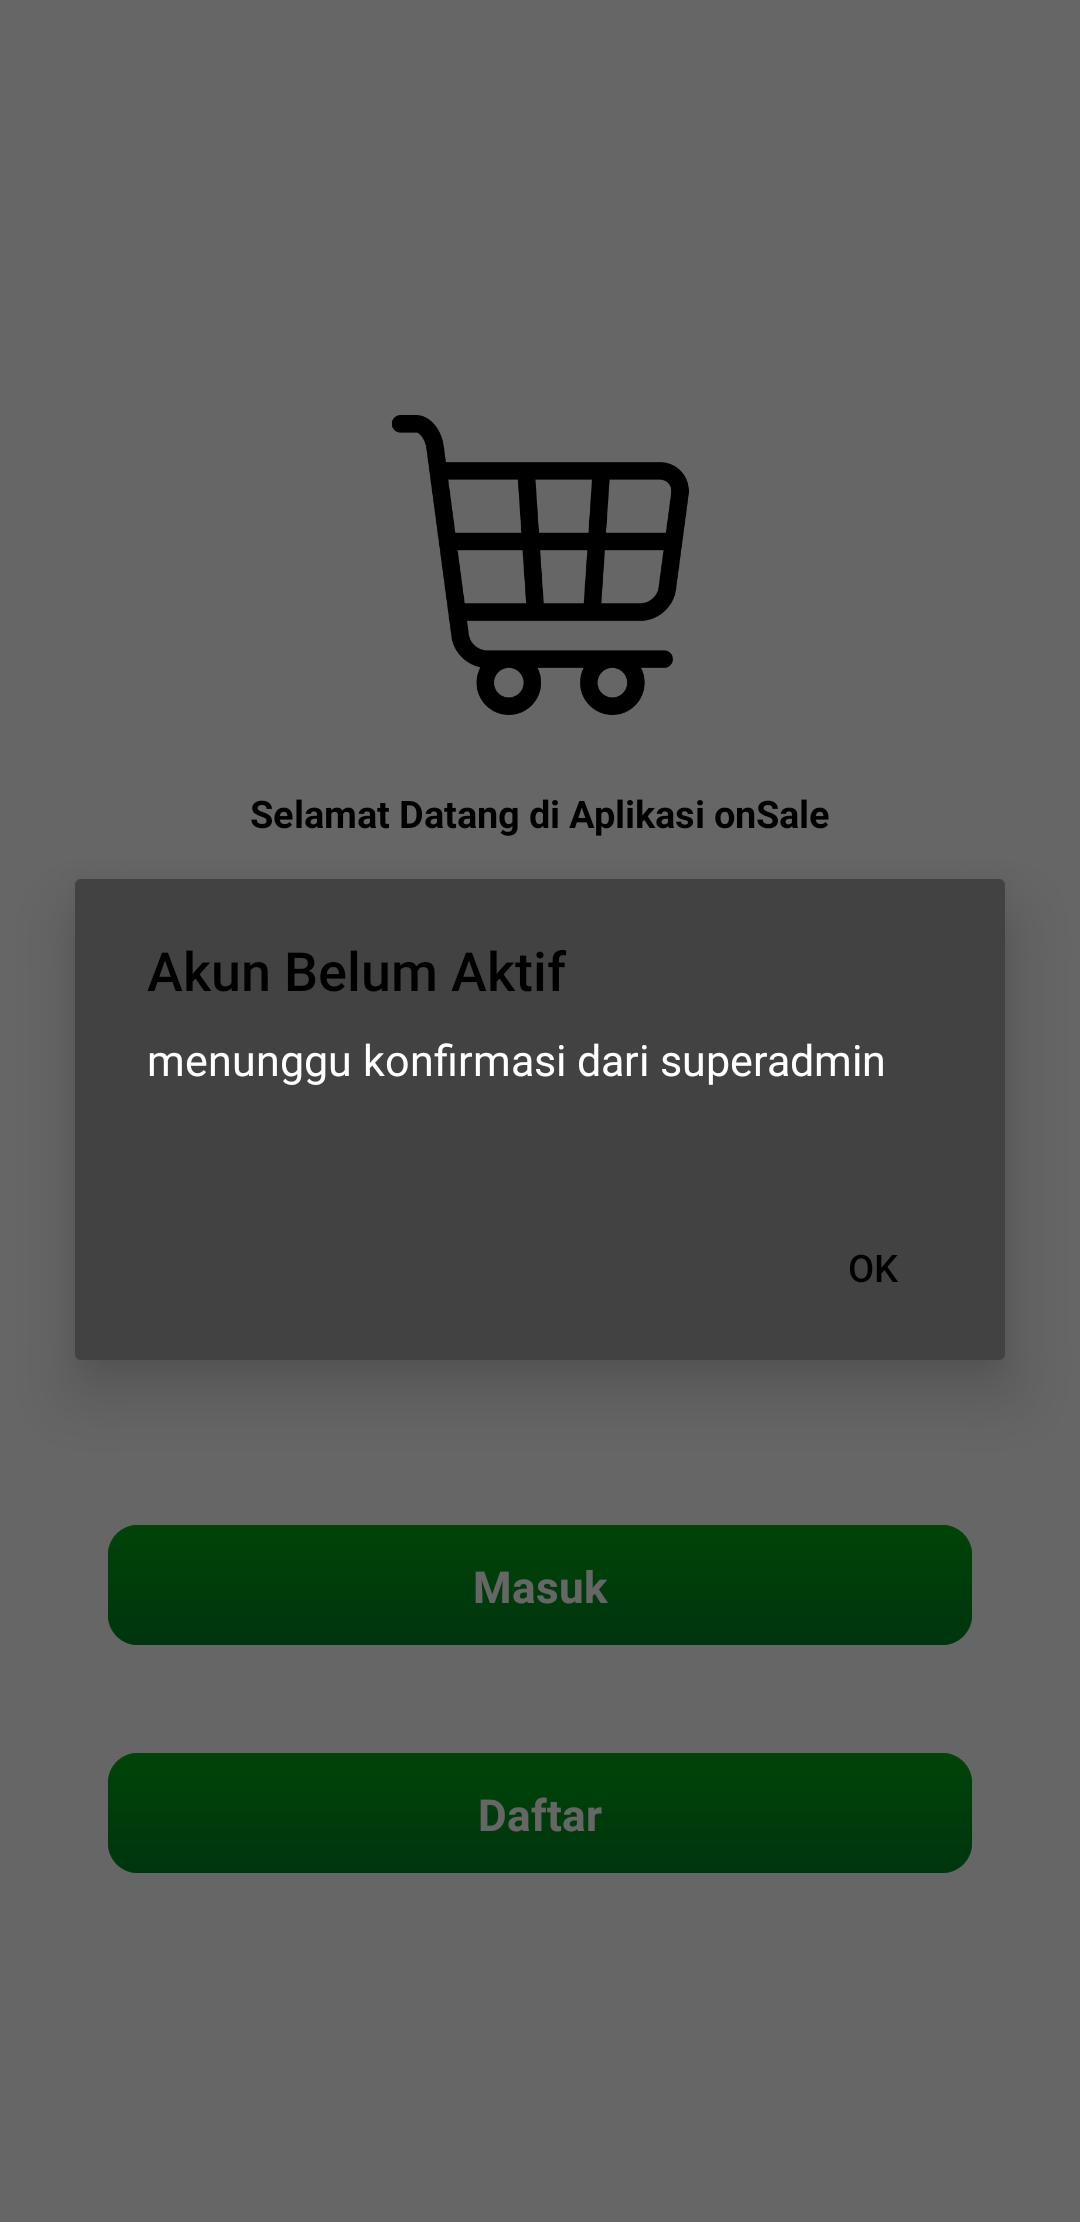 Selamat Datang di Aplikasi onSale
Akun Belum Aktif
menunggu konfirmasi dari superadmin
OK
Masuk
Daftar